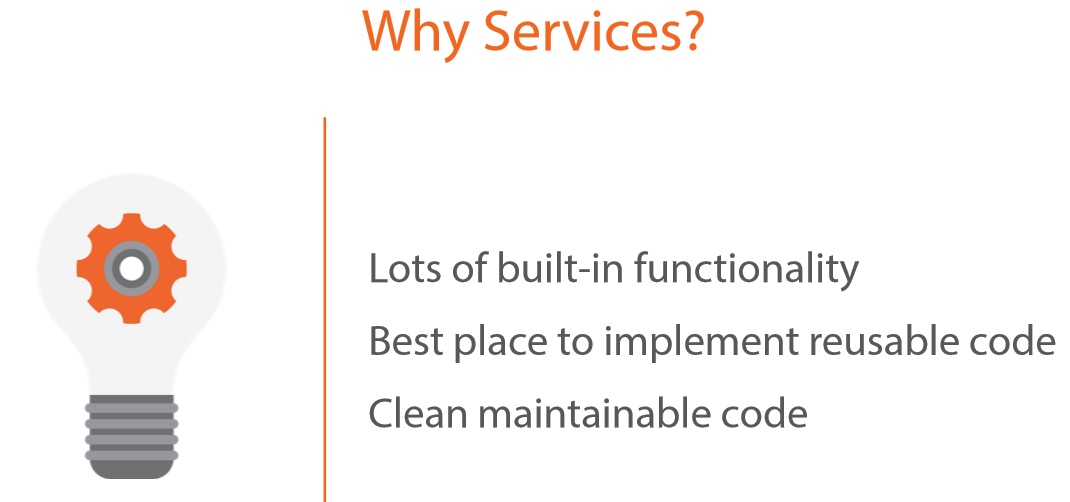 Why Services?
Lots of built-in functionality
Best place to implement reusable code
Clean maintainable code